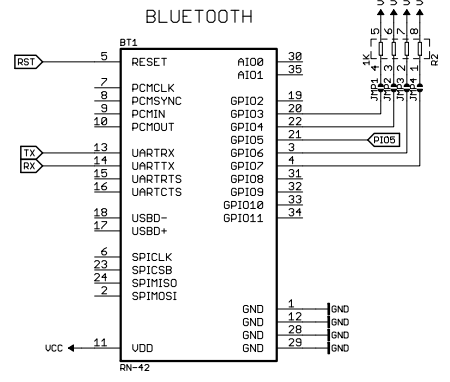 BLUETOOTH
BT1
5 6 7 8
1K R2
4 3 2 1
JMP1 JMP2 JMP3 JMP4
RST 5 RESET AIO0 30
AIO1 35
7 PCMCLK
8 PCMSYNC GPIO2 19
9 PCMIN GPIO3 20
10 PCMOUT GPIO4 22
GPIO5 21 PIO5
TX 13 UARTRX GPIO6 3
RX 14 UARTTX GPIO7 4
15 UARTRTS GPIO8 31
16 UARTCTS GPIO9 32
GPIO10 33
18 USBD- GPIO11 34
17 USBD+
6 SPICLK
23 SPICSB
24 SPIMISO
2 SPIMOSI
GND 1 GND
GND 12 GND
GND 28 GND
VCC 11 VDD GND 29 GND
RN-42